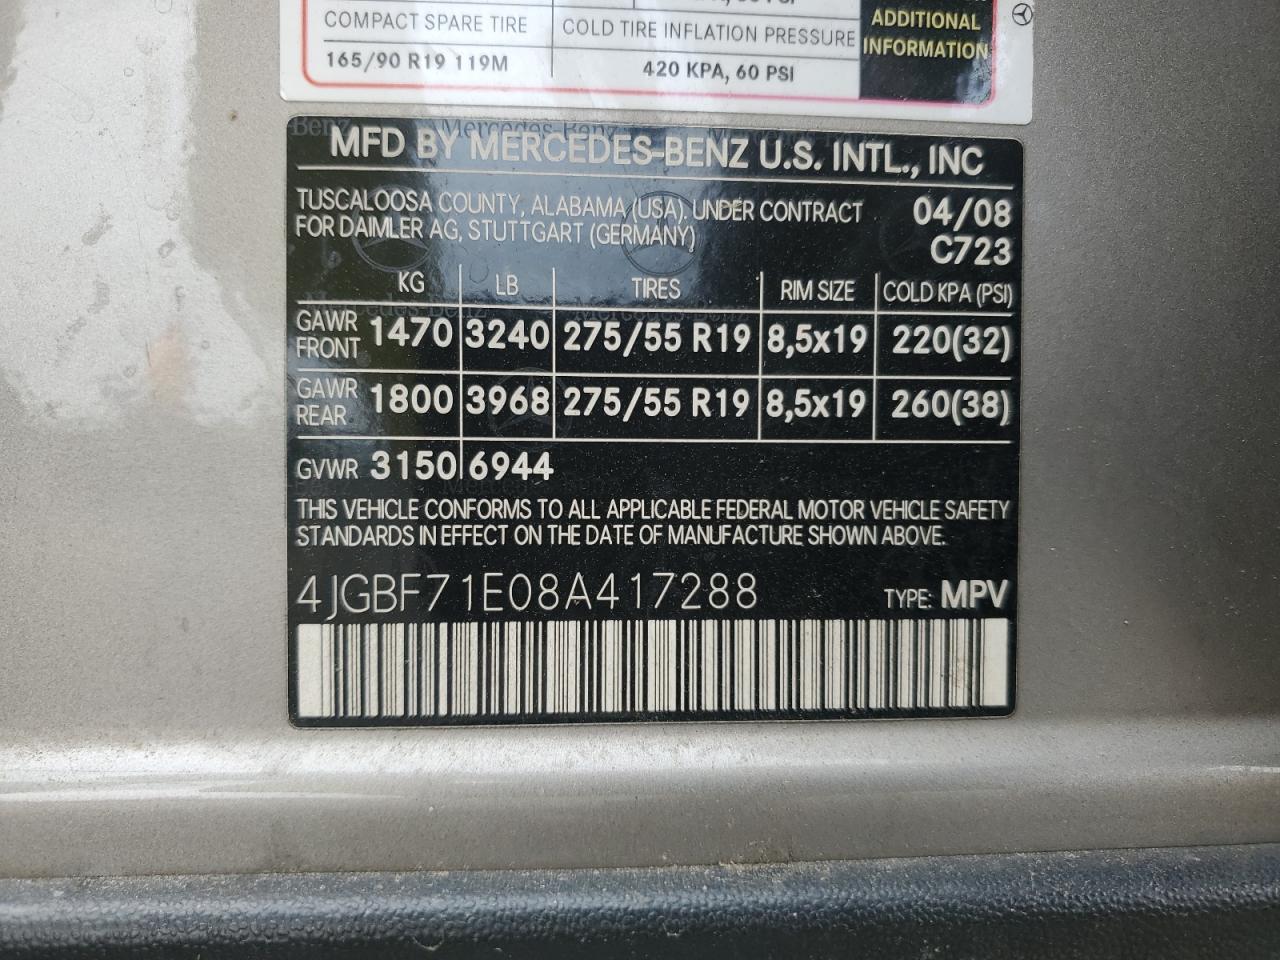 COMPACT SPARE TIRE COLD TIRE INFLATION PRESSURE ADDITIONAL
165/90 R19 119M 420 KPA, 60 PSI INFORMATION
MFD BY MERCEDES-BENZ U.S. INTL., INC
TUSCALOOSA COUNTY, ALABAMA (USA). UNDER CONTRACT 04/08
FOR DAIMLER AG, STUTTGART (GERMANY) C723
KG LB TIRES RIM SIZE COLD KPA (PSI)
GAWR FRONT 1470 3240 275/55 R19 8,5x19 220(32)
GAWR REAR 1800 3968 275/55 R19 8,5x19 260(38)
GVWR 3150 6944
THIS VEHICLE CONFORMS TO ALL APPLICABLE FEDERAL MOTOR VEHICLE SAFETY
STANDARDS IN EFFECT ON THE DATE OF MANUFACTURE SHOWN ABOVE.
4JGBF71E08A417288 TYPE: MPV